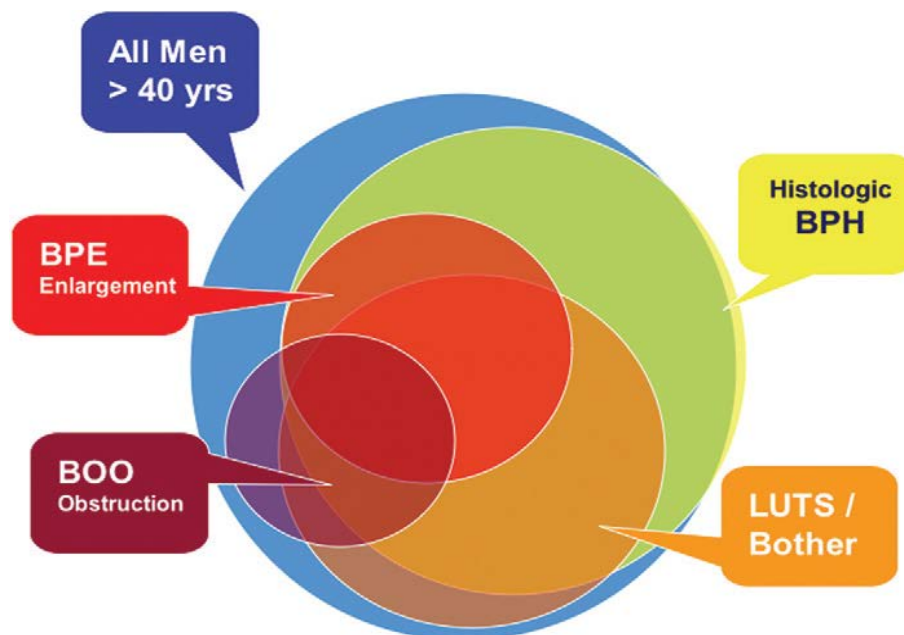 All Men
> 40 yrs
Histologic
BPH
BPE
Enlargement
BOO
Obstruction
LUTS /
Bother